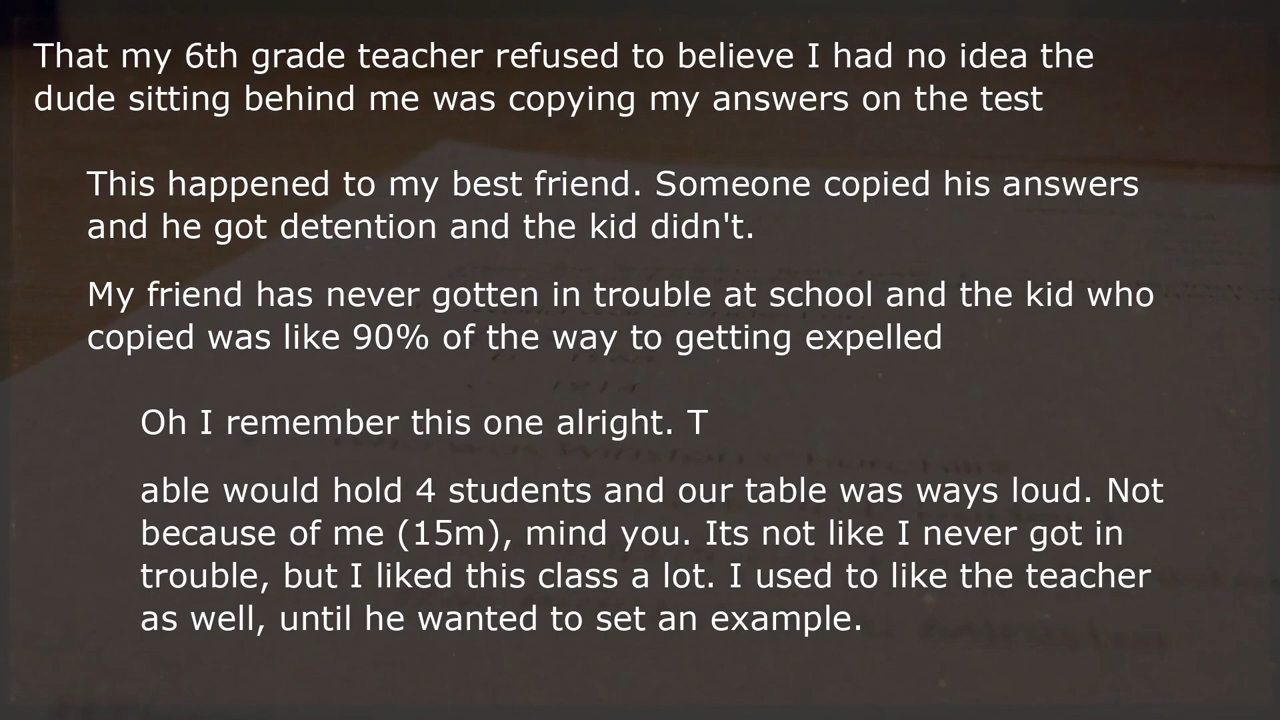 That my 6th grade teacher refused to believe I had no idea the
dude sitting behind me was copying my answers on the test
This happened to my best friend. Someone copied his answers
and he got detention and the kid didn't.
My friend has never gotten in trouble at school and the kid who
copied was like 90% of the way to getting expelled
Oh I remember this one alright. T
able would hold 4 students and our table was ways loud. Not
because of me (15m), mind you. Its not like I never got in
trouble, but I liked this class a lot. I used to like the teacher
as well, until he wanted to set an example.